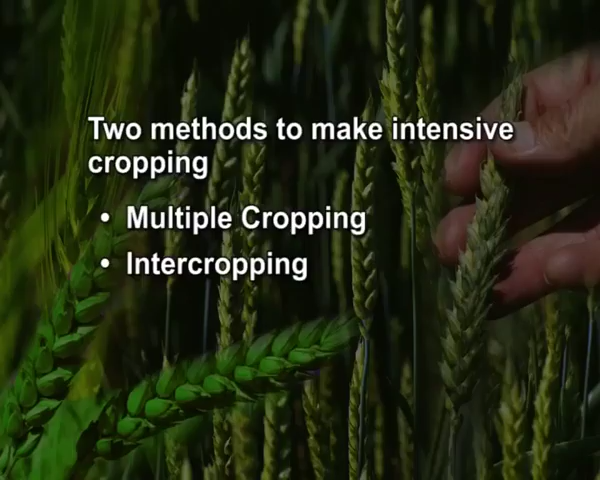 Two methods to make intensive
cropping
• Multiple Cropping
• Intercropping